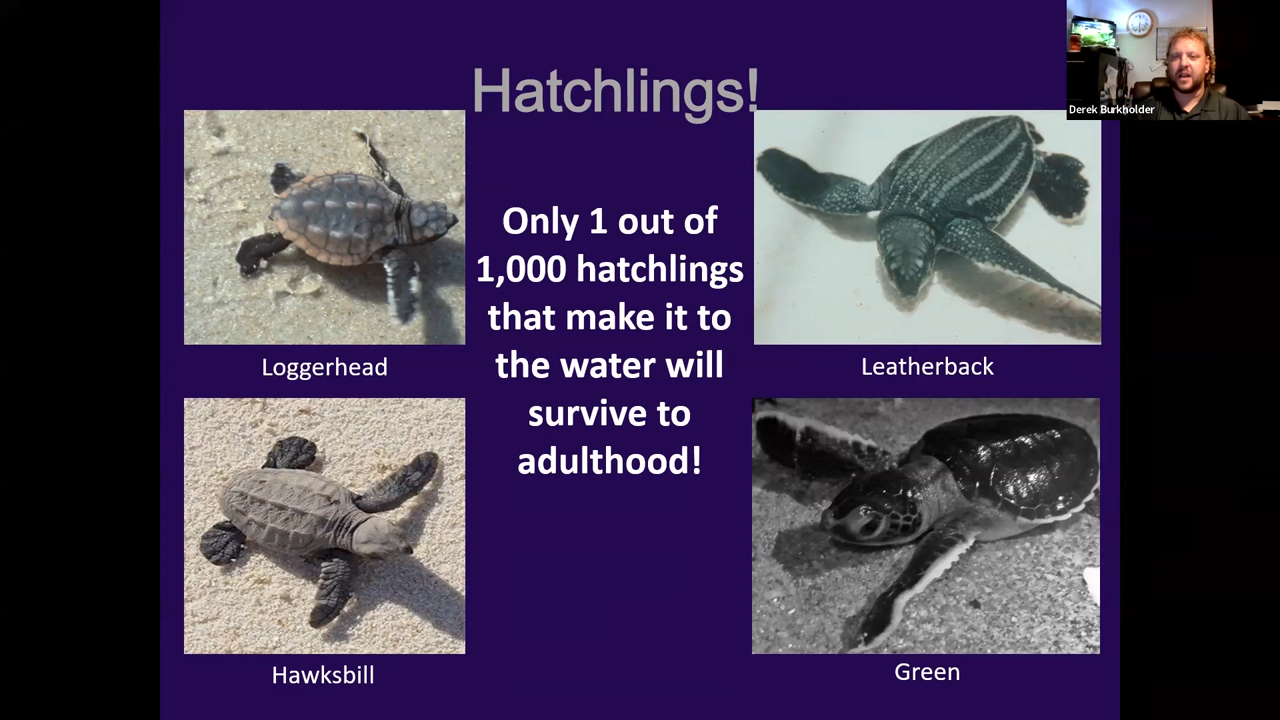 Hatchlings!
Derek Burkholder
Only 1 out of
1,000 hatchlings
that make it to
the water will
survive to
adulthood!
Loggerhead
Leatherback
Hawksbill
Green